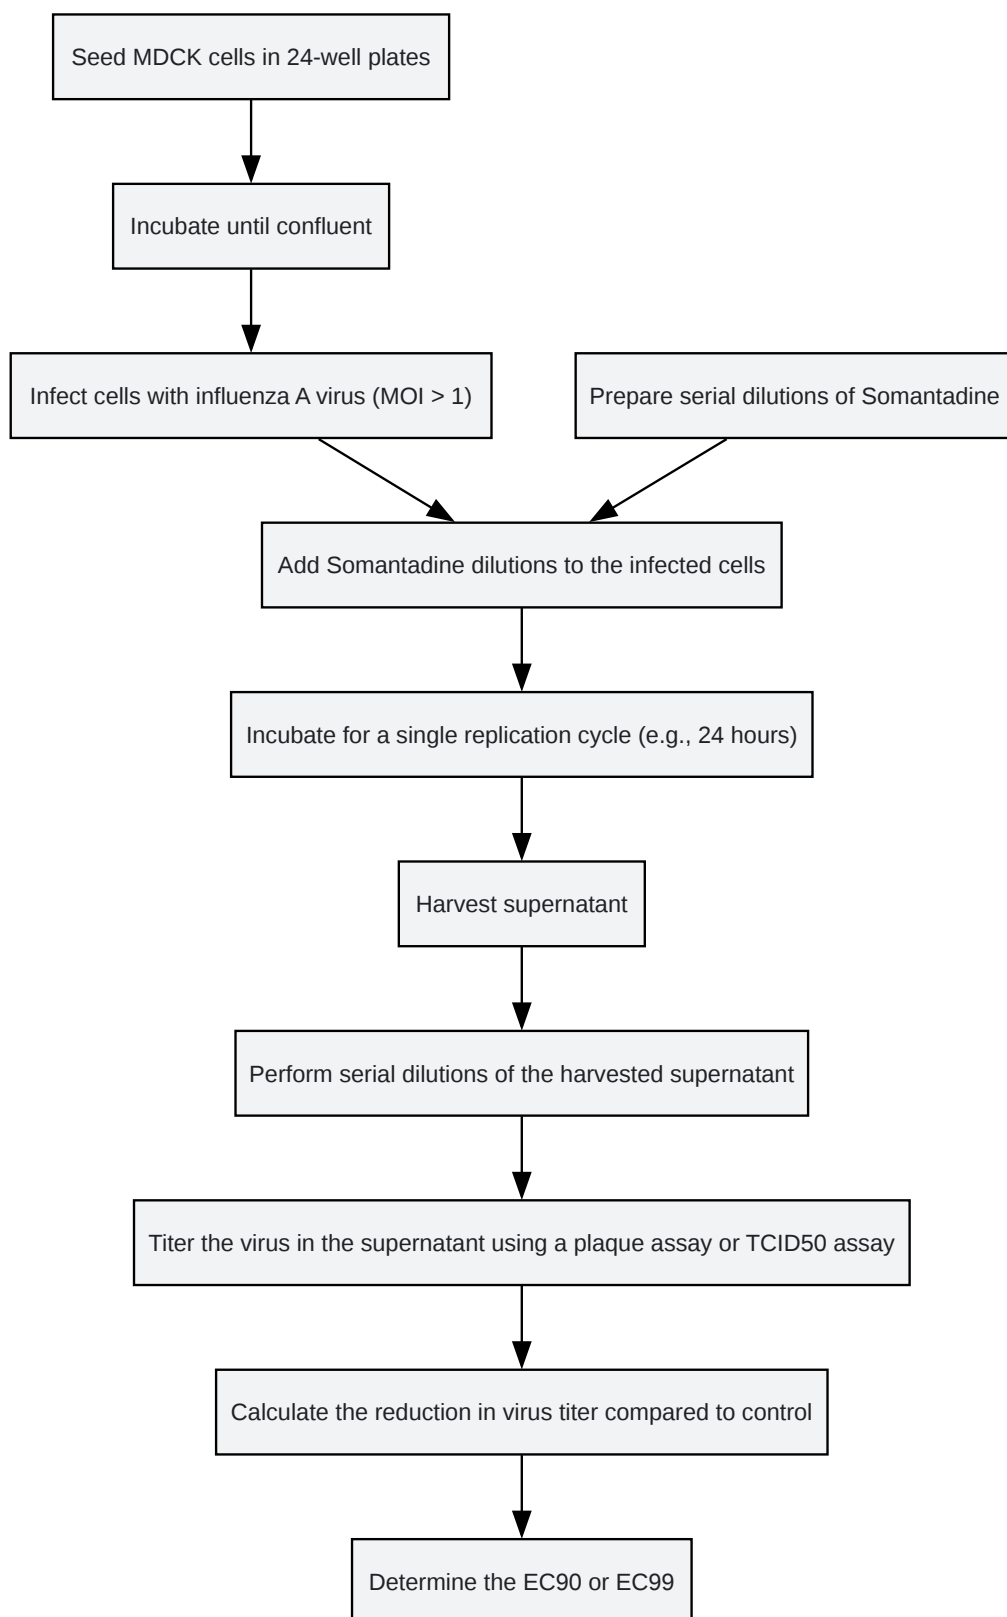 Seed MDCK cells in 24-well plates
Incubate until confluent
Infect cells with influenza A virus (MOI > 1)
Prepare serial dilutions of Somantadine
Add Somantadine dilutions to the infected cells
Incubate for a single replication cycle (e.g., 24 hours)
Harvest supernatant
Perform serial dilutions of the harvested supernatant
Titer the virus in the supernatant using a plaque assay or TCID50 assay
Calculate the reduction in virus titer compared to control
Determine the EC90 or EC99